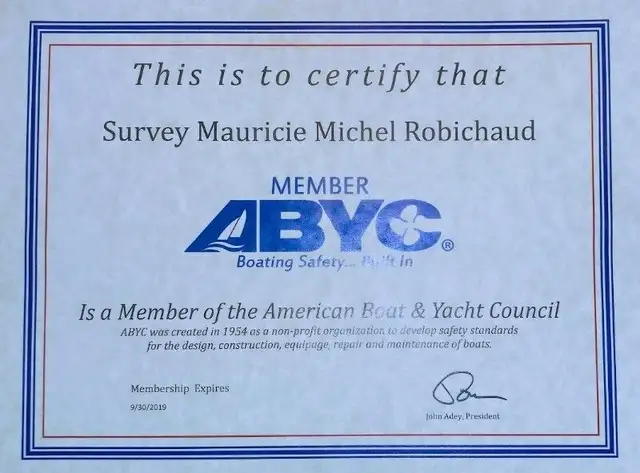 This is to certify that
Survey Mauricie Michel Robichaud
MEMBER
ABYC®
Boating Safety... Built In
Is a Member of the American Boat & Yacht Council
ABYC was created in 1954 as a non-profit organization to develop safety standards
for the design, construction, equipage, repair and maintenance of boats.
Membership Expires
9/30/2019
John Adey, President